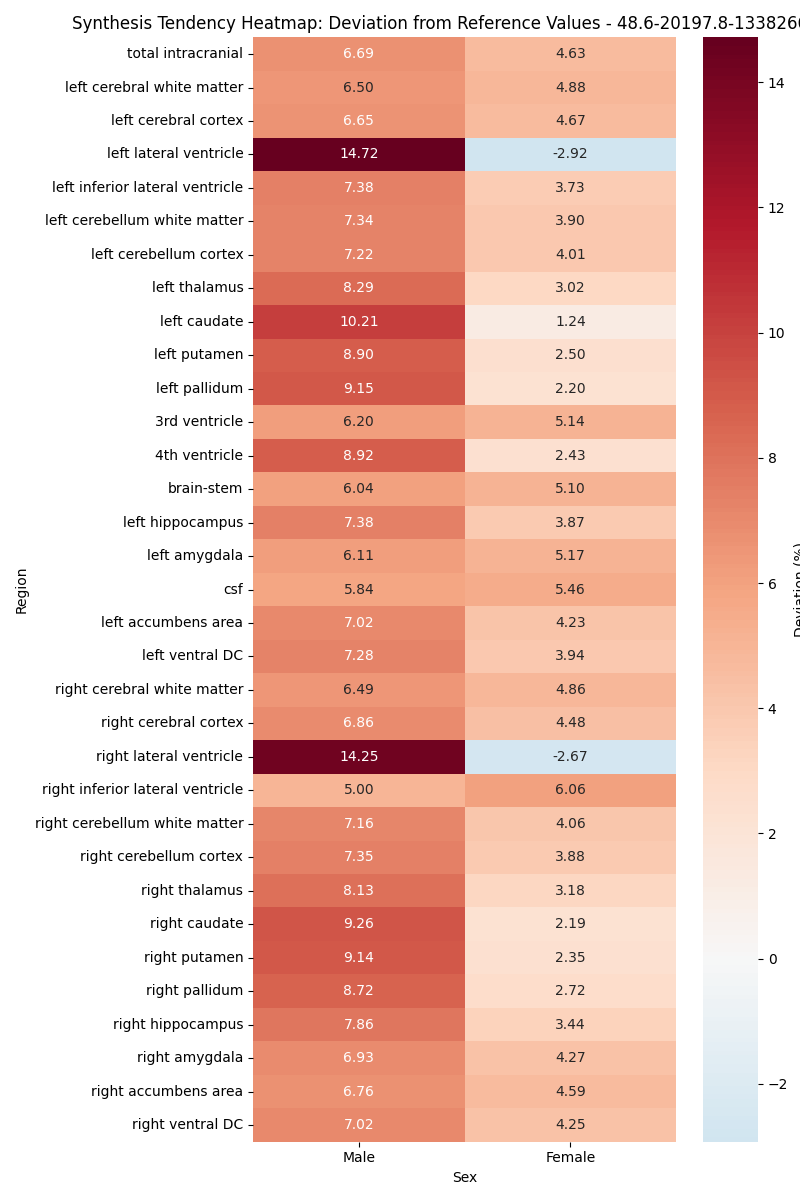 Synthesis Tendency Heatmap: Deviation from Reference Values - 48.6-20197.8-1338260
total intracranial 6.69 4.63
left cerebral white matter 6.50 4.88
left cerebral cortex 6.65 4.67
left lateral ventricle 14.72 -2.92
left inferior lateral ventricle 7.38 3.73
left cerebellum white matter 7.34 3.90
left cerebellum cortex 7.22 4.01
left thalamus 8.29 3.02
left caudate 10.21 1.24
left putamen 8.90 2.50
left pallidum 9.15 2.20
3rd ventricle 6.20 5.14
4th ventricle 8.92 2.43
brain-stem 6.04 5.10
left hippocampus 7.38 3.87
left amygdala 6.11 5.17
csf 5.84 5.46
left accumbens area 7.02 4.23
left ventral DC 7.28 3.94
right cerebral white matter 6.49 4.86
right cerebral cortex 6.86 4.48
right lateral ventricle 14.25 -2.67
right inferior lateral ventricle 5.00 6.06
right cerebellum white matter 7.16 4.06
right cerebellum cortex 7.35 3.88
right thalamus 8.13 3.18
right caudate 9.26 2.19
right putamen 9.14 2.35
right pallidum 8.72 2.72
right hippocampus 7.86 3.44
right amygdala 6.93 4.27
right accumbens area 6.76 4.59
right ventral DC 7.02 4.25
Male Female
Sex
Region
14
12
10
8
6
4
2
0
−2
Deviation (%)